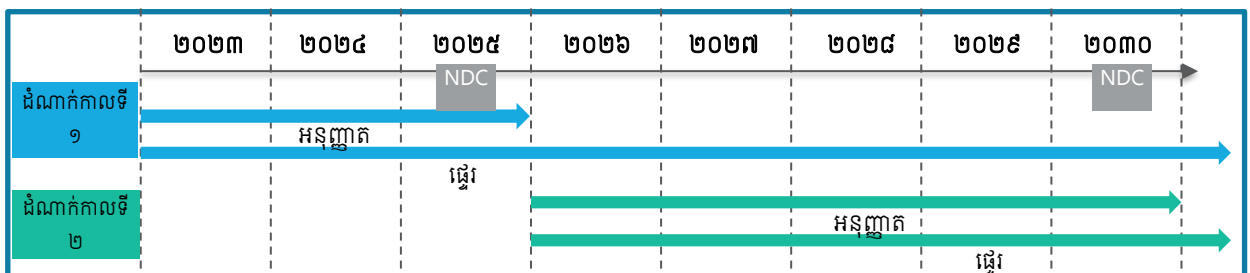 ២០២៣ ២០២៤ ២០២៥ ២០២៦ ២០២៧ ២០២៨ ២០២៩ ២០៣០
NDC NDC
ដំណាក់កាលទី
១
អនុញ្ញាត
ផ្ទេរ
ដំណាក់កាលទី
២
អនុញ្ញាត
ផ្ទេរ